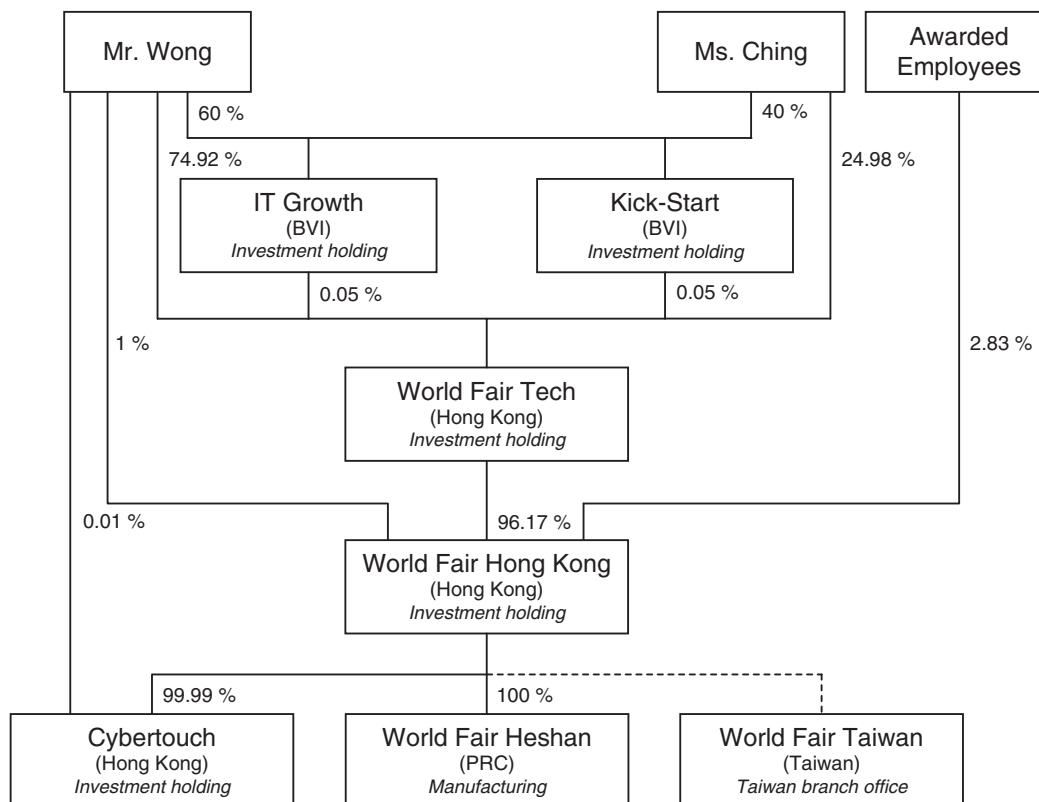 Mr. Wong
Ms. Ching
Awarded
Employees
60 %
40 %
74.92 %
24.98 %
IT Growth
(BVI)
Investment holding
Kick-Start
(BVI)
Investment holding
0.05 %
0.05 %
1 %
2.83 %
World Fair Tech
(Hong Kong)
Investment holding
0.01 %
96.17 %
World Fair Hong Kong
(Hong Kong)
Investment holding
99.99 %
100 %
Cybertouch
(Hong Kong)
Investment holding
World Fair Heshan
(PRC)
Manufacturing
World Fair Taiwan
(Taiwan)
Taiwan branch office